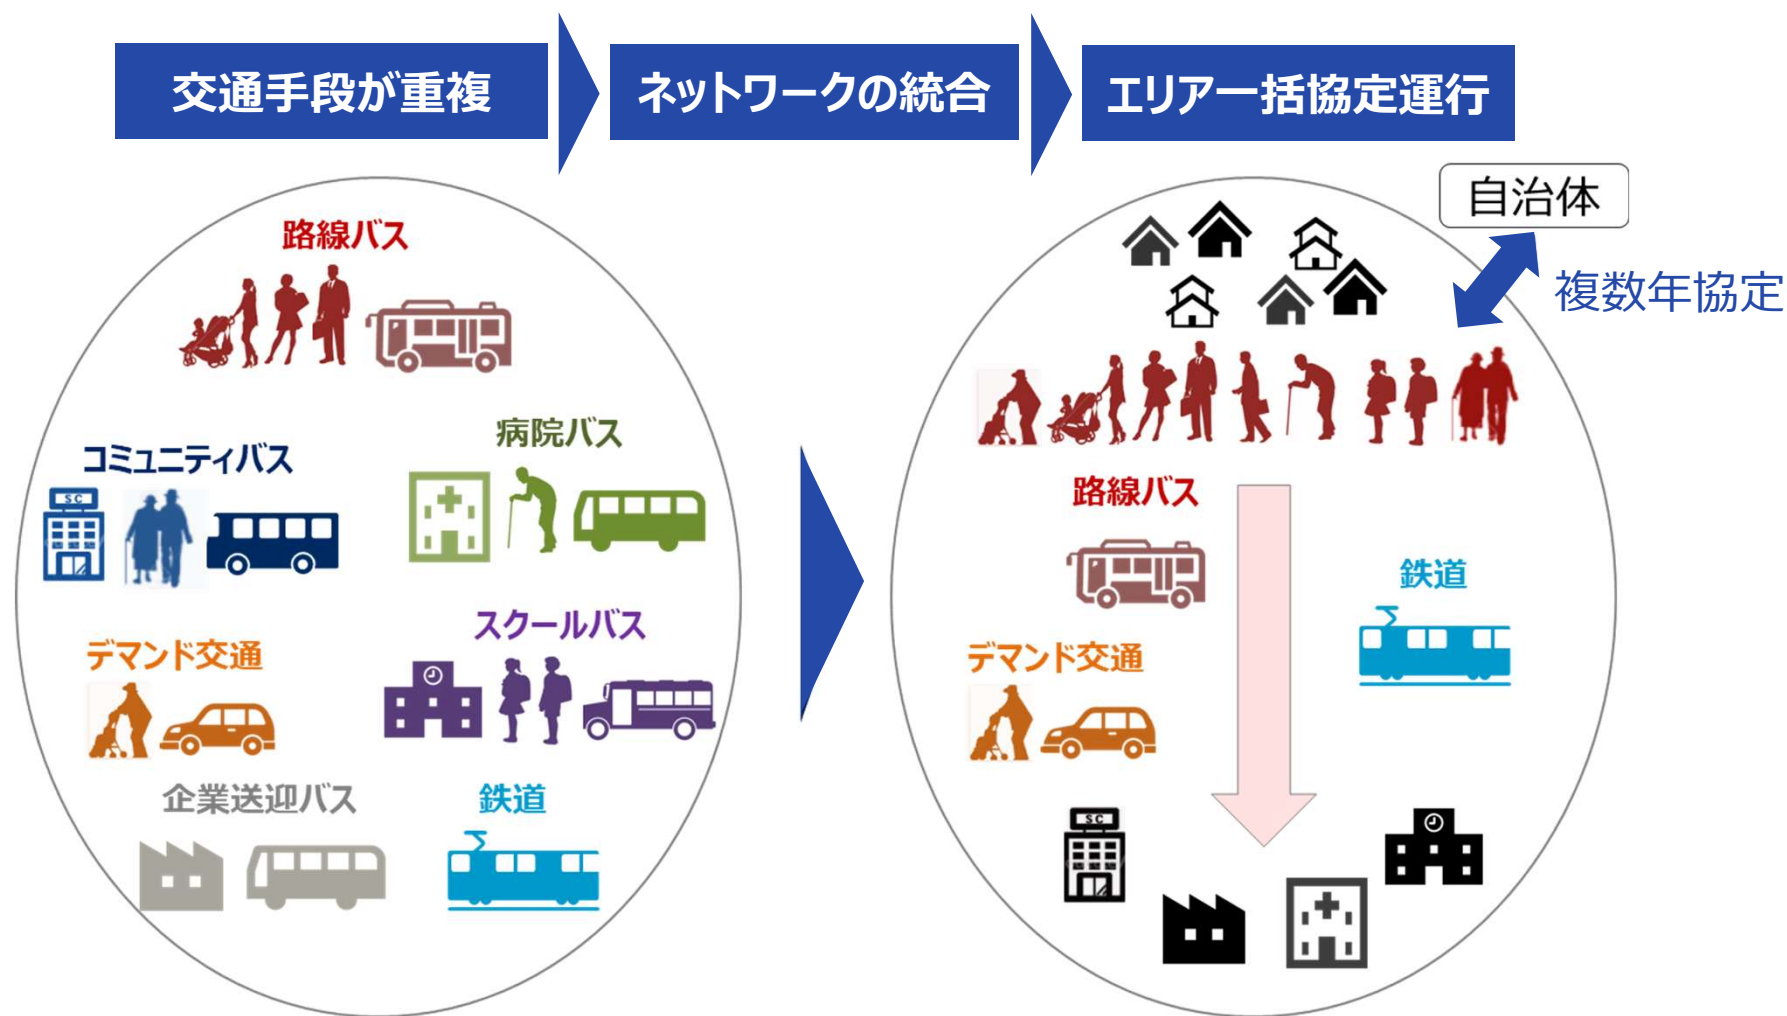 交通手段が重複
ネットワークの統合
エリア一括協定運行
路線バス
コミュニティバス
SC
病院バス
デマンド交通
スクールバス
企業送迎バス
鉄道
自治体
複数年協定
路線バス
鉄道
デマンド交通
SC